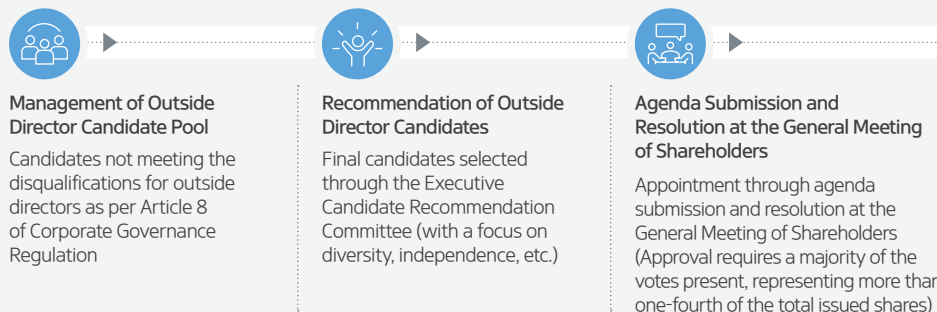 Management of Outside
Director Candidate Pool
Candidates not meeting the
disqualifications for outside
directors as per Article 8
of Corporate Governance
Regulation
Recommendation of Outside
Director Candidates
Final candidates selected
through the Executive
Candidate Recommendation
Committee (with a focus on
diversity, independence, etc.)
Agenda Submission and
Resolution at the General Meeting
of Shareholders
Appointment through agenda
submission and resolution at the
General Meeting of Shareholders
(Approval requires a majority of the
votes present, representing more than
one-fourth of the total issued shares)